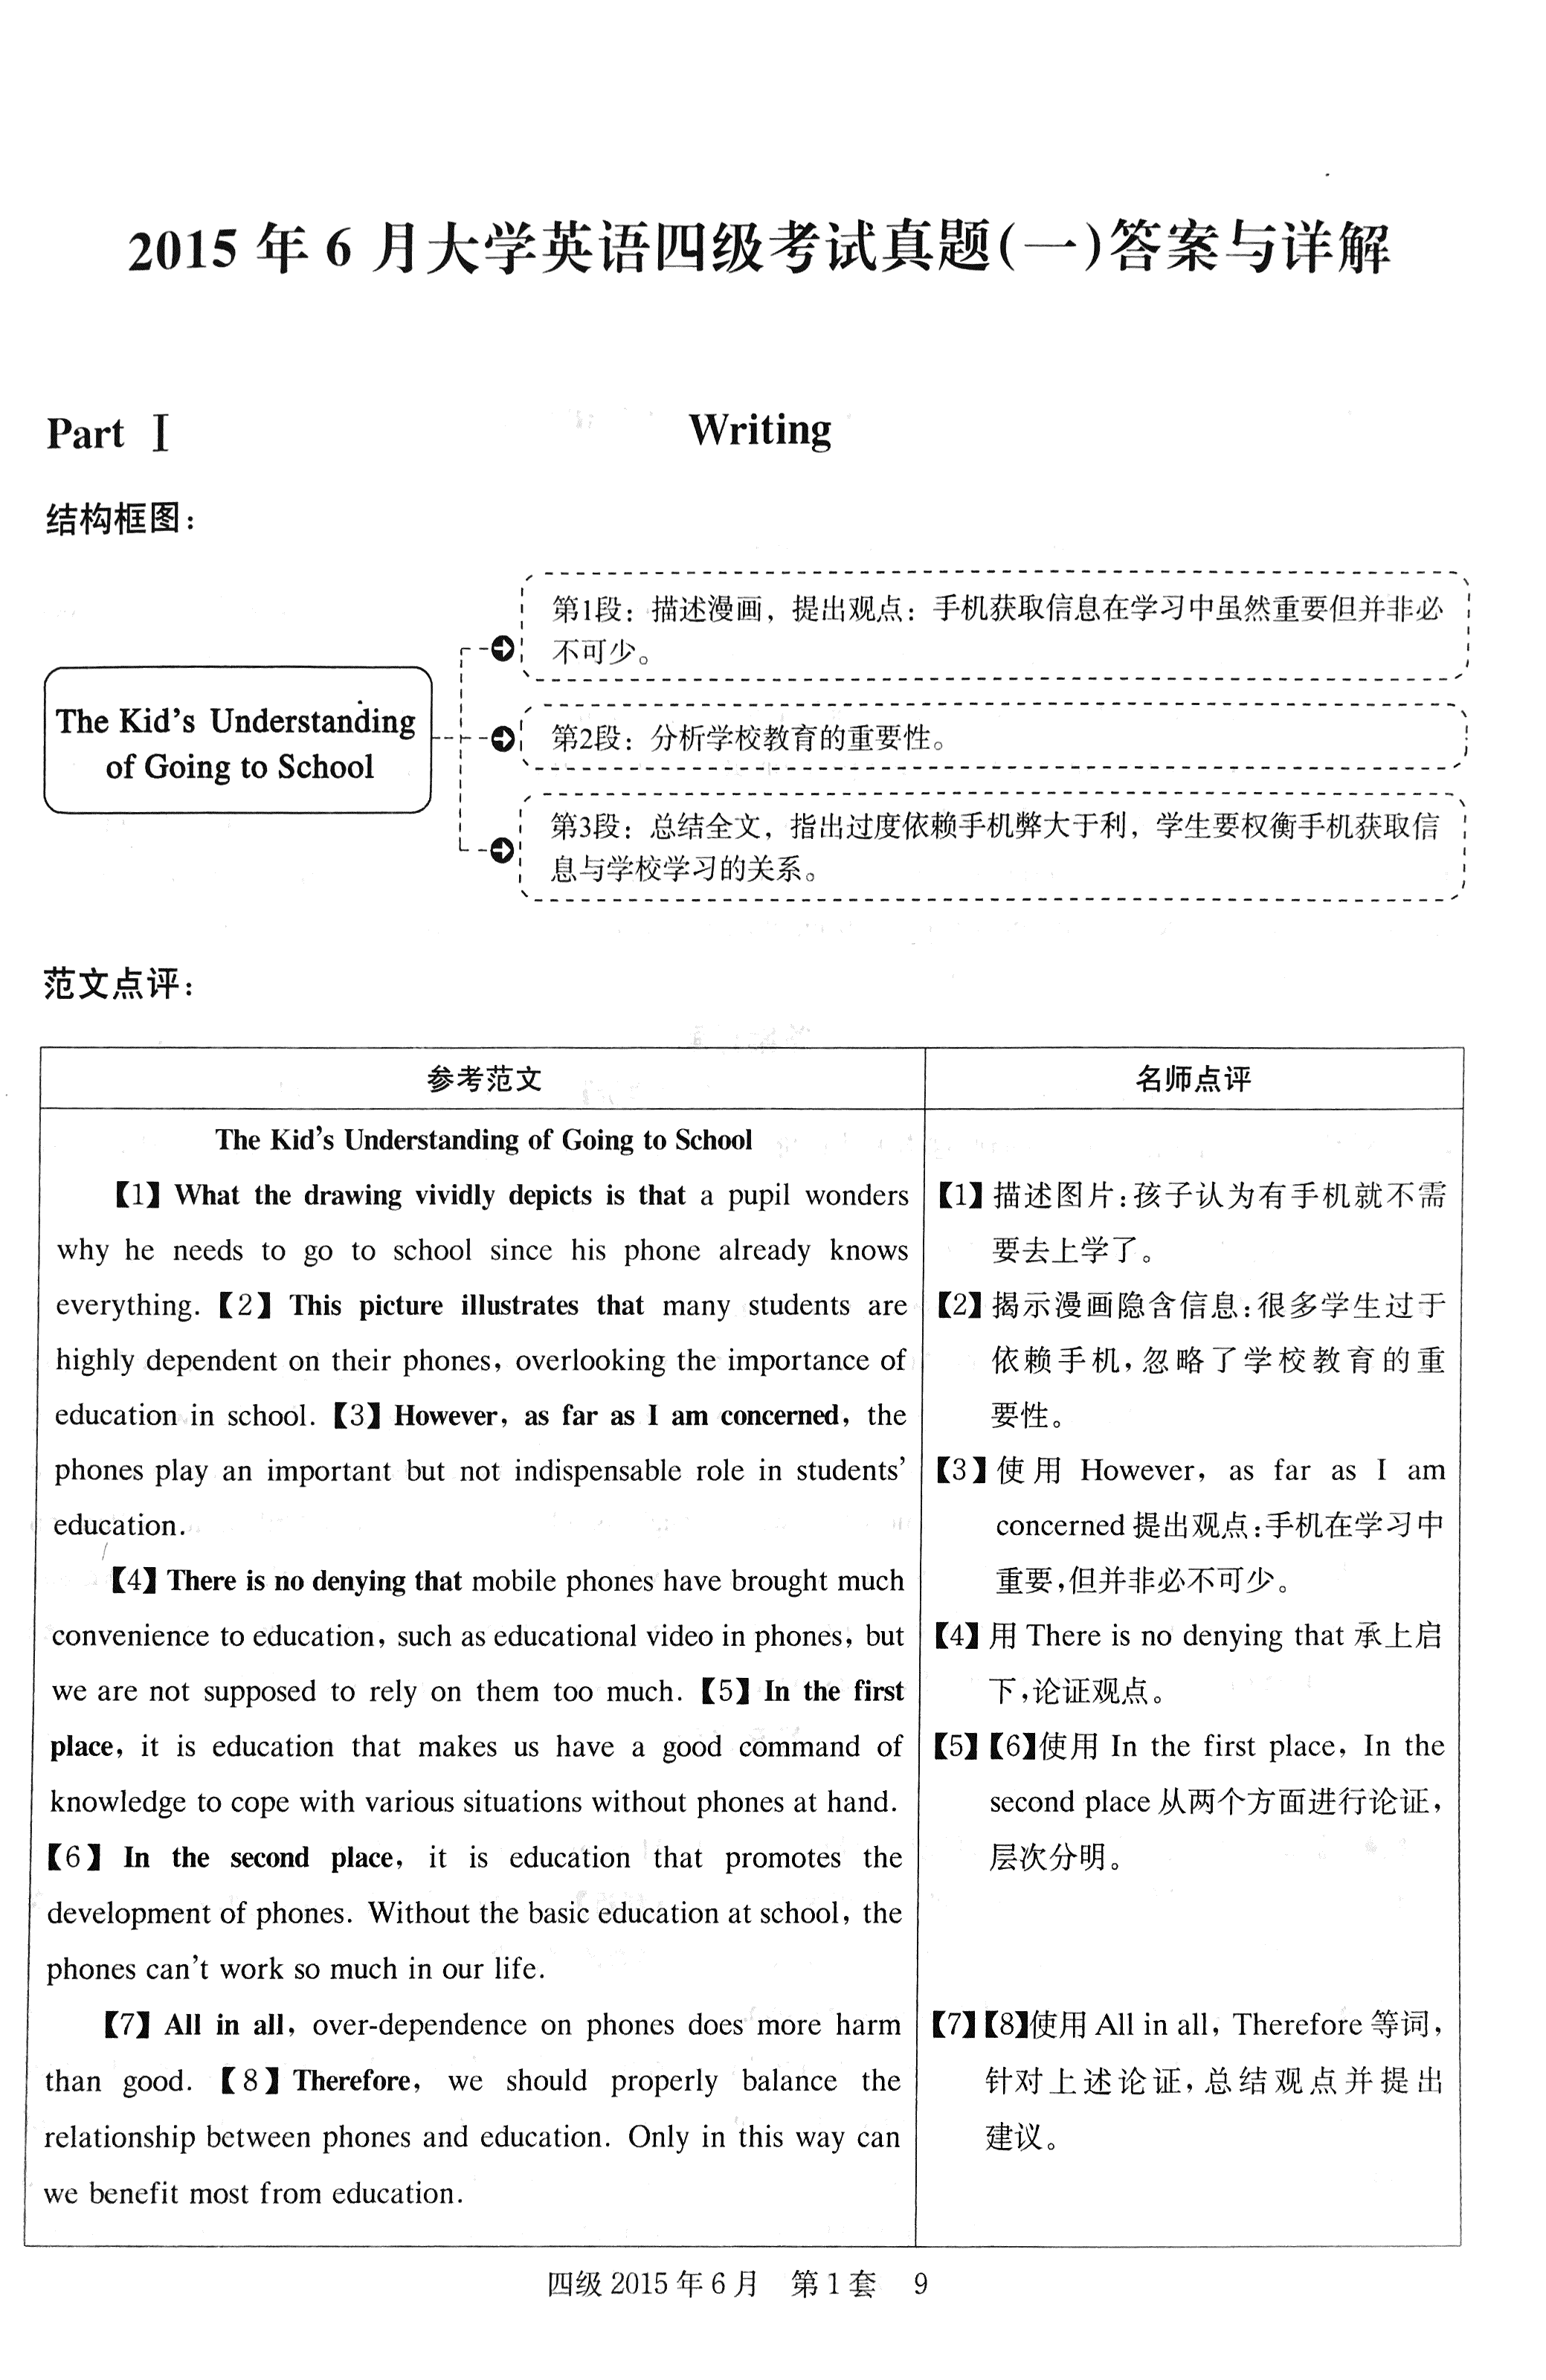 2015年6月大学英语四级考试真题(一)答案与详解
Part Ⅰ
Writing
结构框图：
The Kid's Understanding
of Going to School
第1段：描述漫画，提出观点：手机获取信息在学习中虽然重要但并非必
不可少。
第2段：分析学校教育的重要性。
第3段：总结全文，指出过度依赖手机弊大于利，学生要权衡手机获取信
息与学校学习的关系。
范文点评：
参考范文
The Kid's Understanding of Going to School
【1】What the drawing vividly depicts is that a pupil wonders
why he needs to go to school since his phone already knows
everything.【2】This picture illustrates that many students are
highly dependent on their phones, overlooking the importance of
education in school.【3】However, as far as I am concerned, the
phones play an important but not indispensable role in students'
education.
【4】There is no denying that mobile phones have brought much
convenience to education, such as educational video in phones, but
we are not supposed to rely on them too much.【5】In the first
place, it is education that makes us have a good command of
knowledge to cope with various situations without phones at hand.
【6】In the second place, it is education that promotes the
development of phones. Without the basic education at school, the
phones can't work so much in our life.
【7】All in all, over-dependence on phones does more harm
than good.【8】Therefore, we should properly balance the
relationship between phones and education. Only in this way can
we benefit most from education.
名师点评
【1】描述图片：孩子认为有手机就不需
要去上学了。
【2】揭示漫画隐含信息：很多学生过于
依赖手机，忽略了学校教育的重
要性。
【3】使用 However, as far as I am
concerned 提出观点：手机在学习中
重要，但并非必不可少。
【4】用 There is no denying that 承上启
下，论证观点。
【5】【6】使用 In the first place, In the
second place 从两个方面进行论证，
层次分明。
【7】【8】使用 All in all, Therefore 等词，
针对上述论证，总结观点并提出
建议。
四级2015年6月 第1套 9